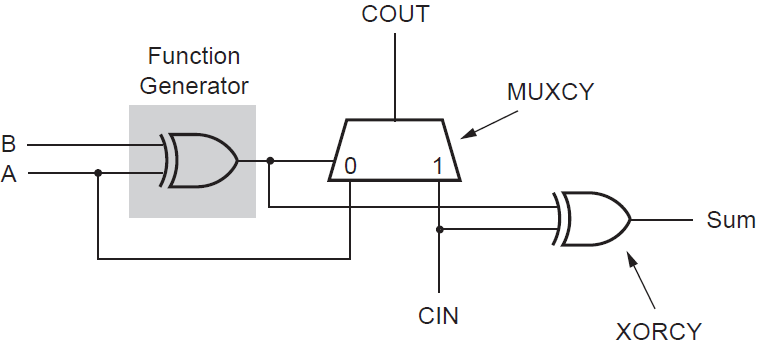 COUT
Function
Generator
MUXCY
B
A
0
1
Sum
CIN
XORCY